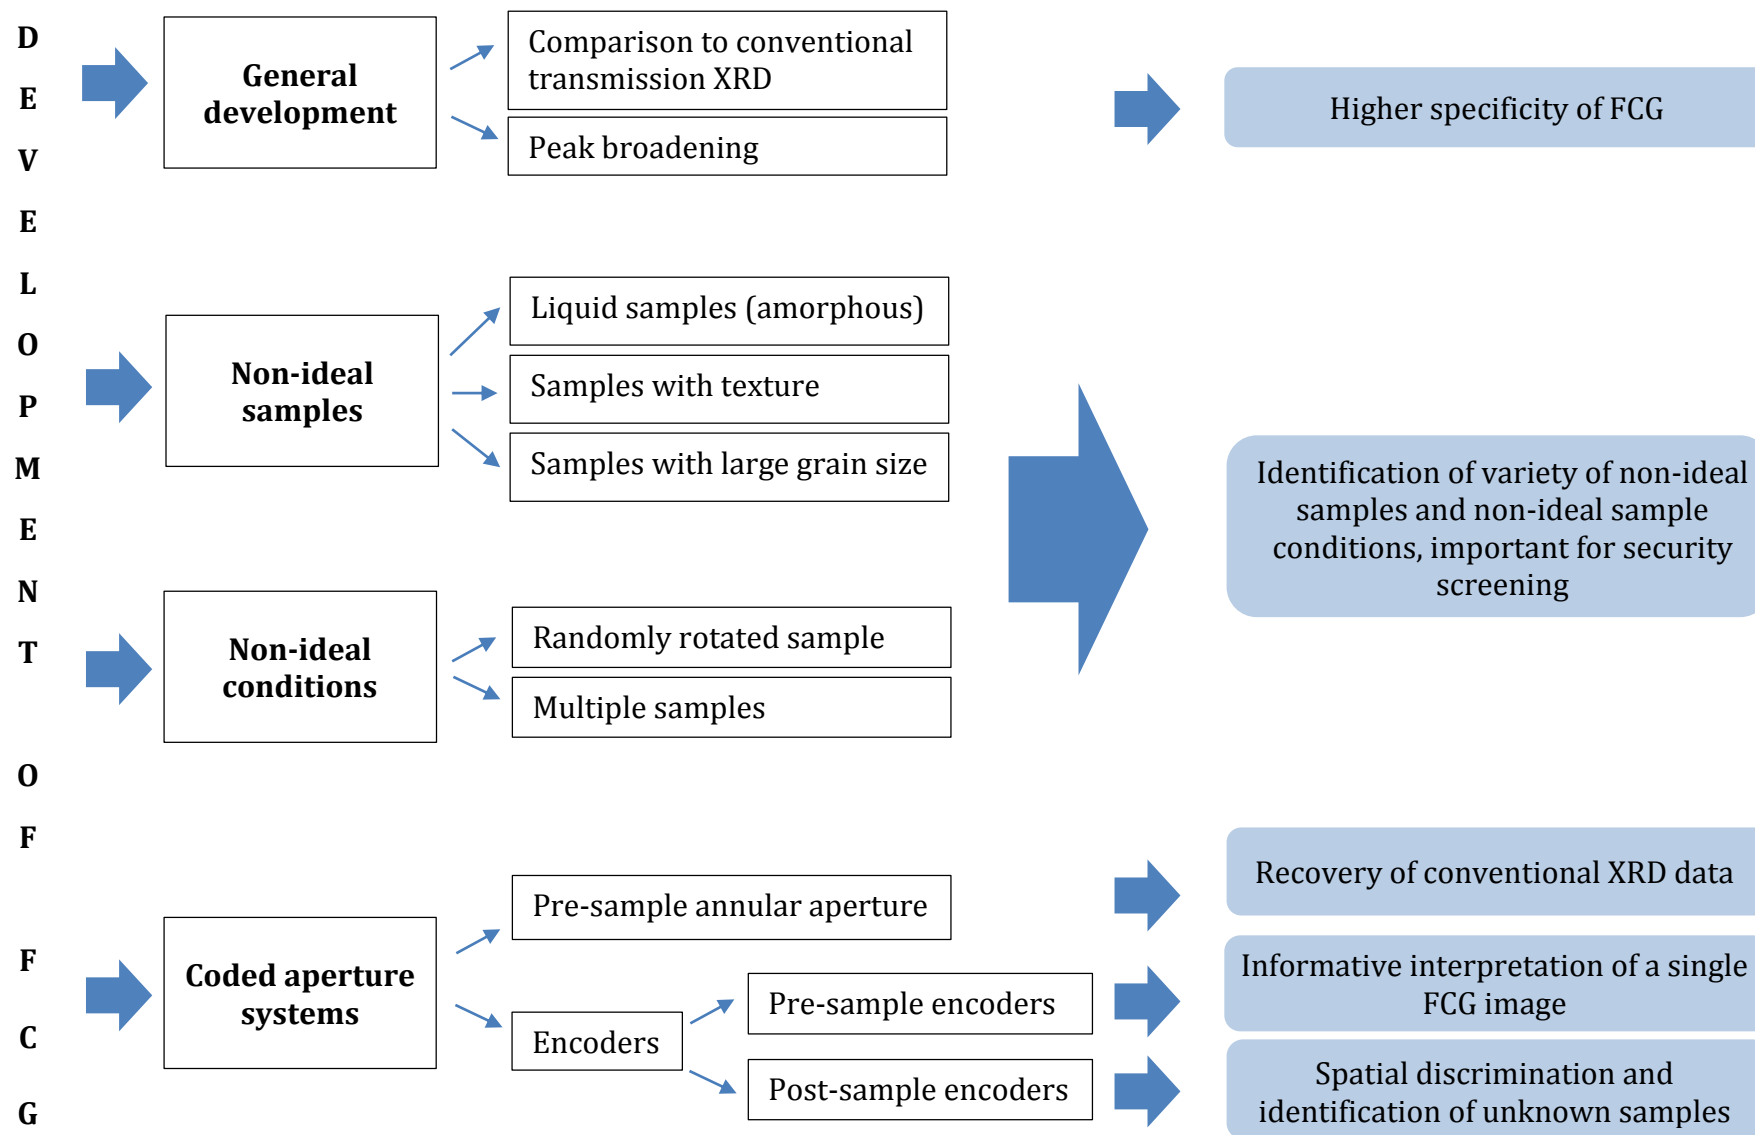 DEVELOPMENT OF FCG
General
development
Comparison to conventional
transmission XRD
Peak broadening
Higher specificity of FCG
Non-ideal
samples
Liquid samples (amorphous)
Samples with texture
Samples with large grain size
Identification of variety of non-ideal
samples and non-ideal sample
conditions, important for security
screening
Non-ideal
conditions
Randomly rotated sample
Multiple samples
Coded aperture
systems
Pre-sample annular aperture
Recovery of conventional XRD data
Encoders
Pre-sample encoders
Informative interpretation of a single
FCG image
Post-sample encoders
Spatial discrimination and
identification of unknown samples